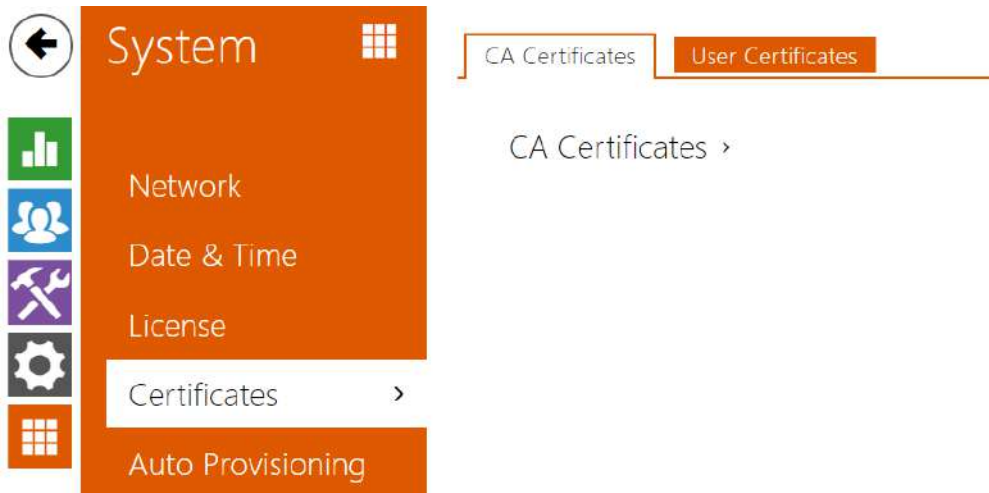 System
Network
Date & Time
License
Certificates
Auto Provisioning
CA Certificates
User Certificates
CA Certificates